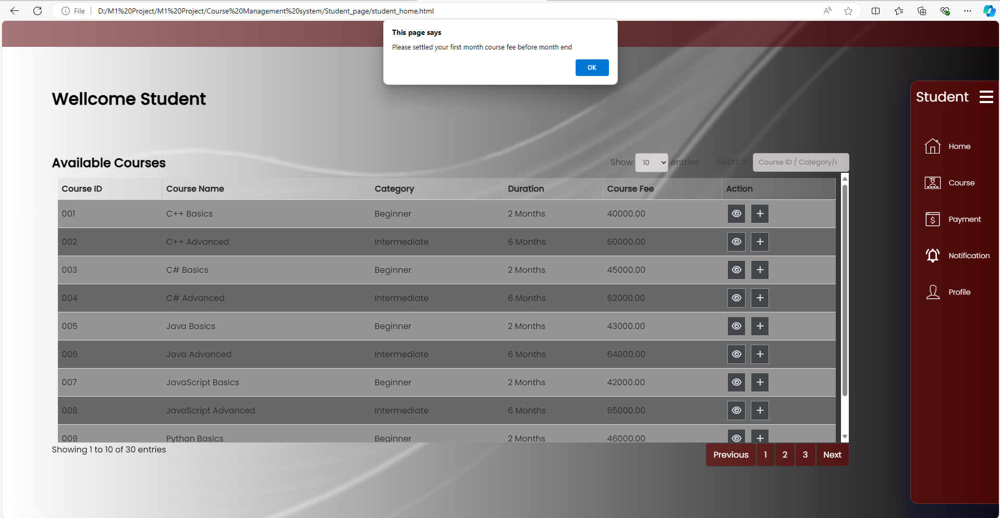 File D:/M1%20Project/M1%20Project/Course%20Management%20system/Student_page/student_home.html
This page says
Please settled your first month course fee before month end
OK
Wellcome Student
Student
Home
Course
Payment
Notification
Profile
Available Courses
Show 10 entries Search: Course ID / Category/r
Course ID Course Name Category Duration Course Fee Action
001 C++ Basics Beginner 2 Months 40000.00 +
002 C++ Advanced Intermediate 6 Months 60000.00 +
003 C# Basics Beginner 2 Months 45000.00 +
004 C# Advanced Intermediate 6 Months 62000.00 +
005 Java Basics Beginner 2 Months 43000.00 +
006 Java Advanced Intermediate 6 Months 64000.00 +
007 JavaScript Basics Beginner 2 Months 42000.00 +
008 JavaScript Advanced Intermediate 6 Months 65000.00 +
009 Python Basics Beginner 2 Months 46000.00 +
Showing 1 to 10 of 30 entries
Previous 1 2 3 Next